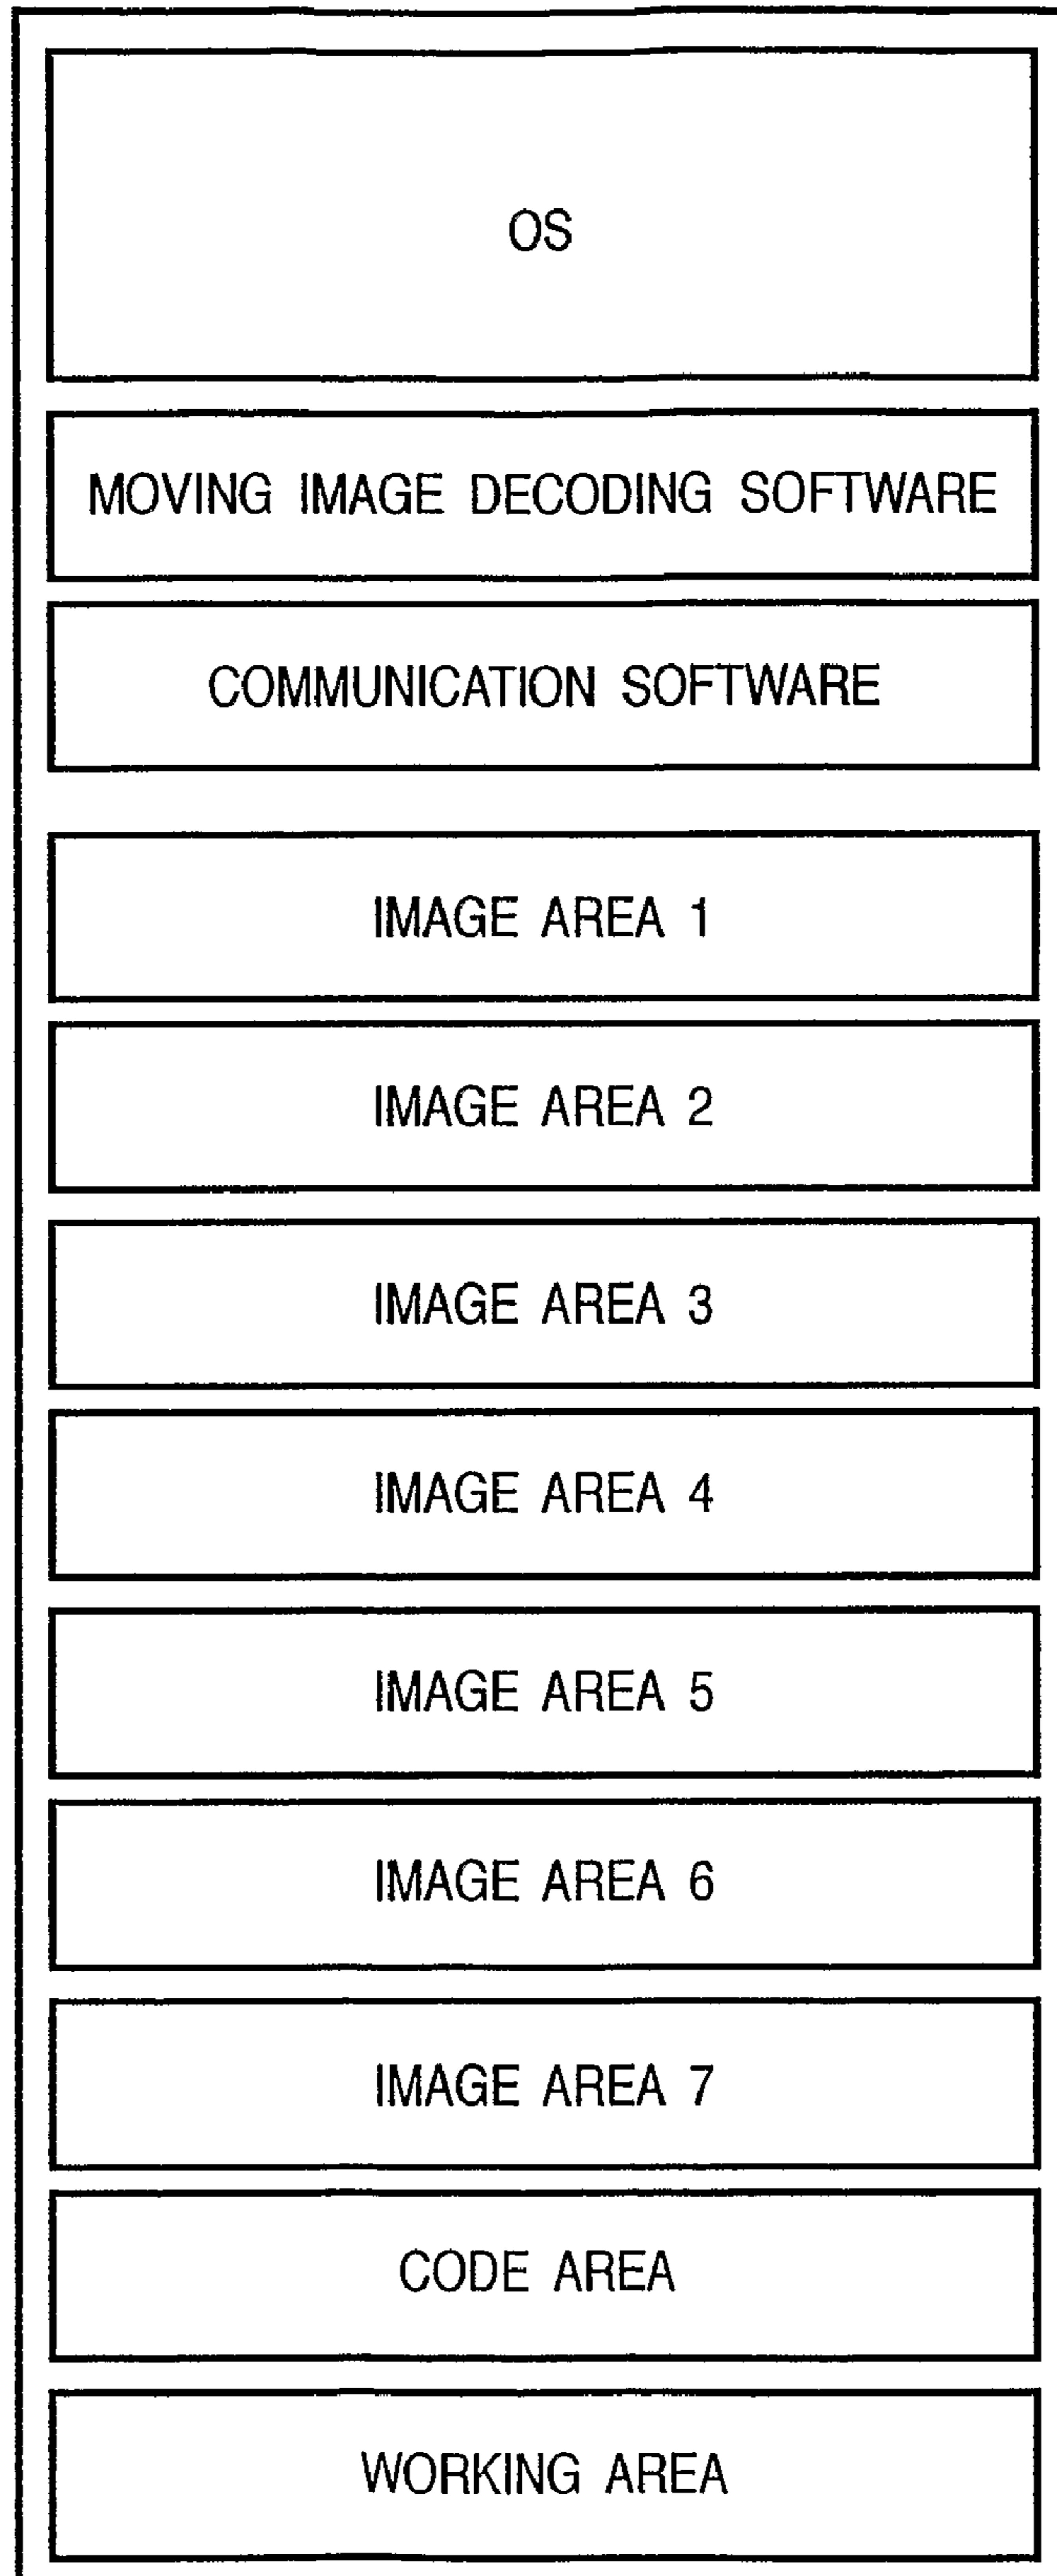 OS
MOVING IMAGE DECODING SOFTWARE
COMMUNICATION SOFTWARE
IMAGE AREA 1
IMAGE AREA 2
IMAGE AREA 3
IMAGE AREA 4
IMAGE AREA 5
IMAGE AREA 6
IMAGE AREA 7
CODE AREA
WORKING AREA